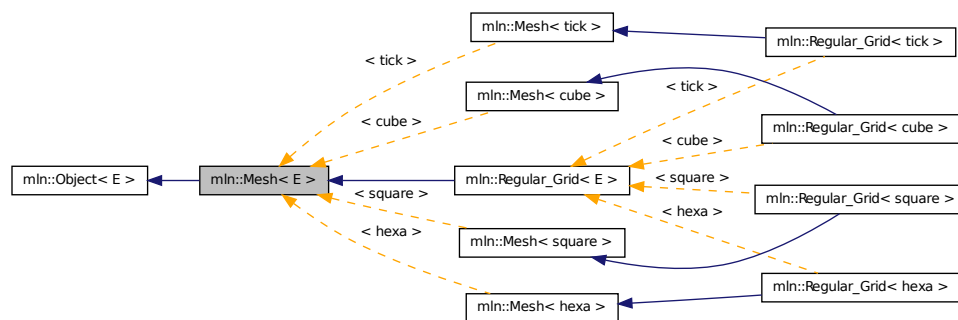 mln::Mesh< tick >
mln::Regular_Grid< tick >
< tick >
< tick >
mln::Mesh< cube >
< cube >
mln::Regular_Grid< cube >
< cube >
mln::Object< E >
mln::Mesh< E >
mln::Regular_Grid< E >
< square >
< square >
mln::Regular_Grid< square >
< hexa >
< hexa >
mln::Mesh< square >
mln::Regular_Grid< hexa >
mln::Mesh< hexa >